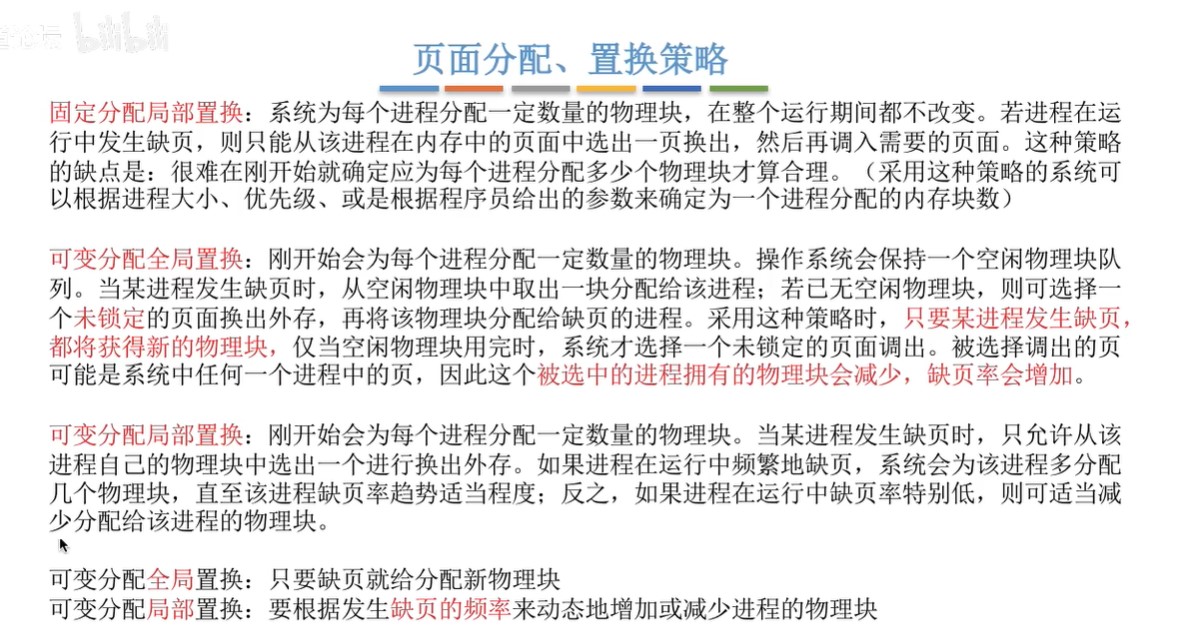 bilibili
页面分配、置换策略
固定分配局部置换：系统为每个进程分配一定数量的物理块，在整个运行期间都不改变。若进程在运
行中发生缺页，则只能从该进程在内存中的页面中选出一页换出，然后再调入需要的页面。这种策略
的缺点是：很难在刚开始就确定应为每个进程分配多少个物理块才算合理。（采用这种策略的系统可
以根据进程大小、优先级、或是根据程序员给出的参数来确定为一个进程分配的内存块数）
可变分配全局置换：刚开始会为每个进程分配一定数量的物理块。操作系统会保持一个空闲物理块队
列。当某进程发生缺页时，从空闲物理块中取出一块分配给该进程；若已无空闲物理块，则可选择一
个未锁定的页面换出外存，再将该物理块分配给缺页的进程。采用这种策略时，只要某进程发生缺页，
都将获得新的物理块，仅当空闲物理块用完时，系统才选择一个未锁定的页面调出。被选择调出的页
可能是系统中任何一个进程中的页，因此这个被选中的进程拥有的物理块会减少，缺页率会增加。
可变分配局部置换：刚开始会为每个进程分配一定数量的物理块。当某进程发生缺页时，只允许从该
进程自己的物理块中选出一个进行换出外存。如果进程在运行中频繁地缺页，系统会为该进程多分配
几个物理块，直至该进程缺页率趋势适当程度；反之，如果进程在运行中缺页率特别低，则可适当减
少分配给该进程的物理块。
可变分配全局置换：只要缺页就给分配新物理块
可变分配局部置换：要根据发生缺页的频率来动态地增加或减少进程的物理块